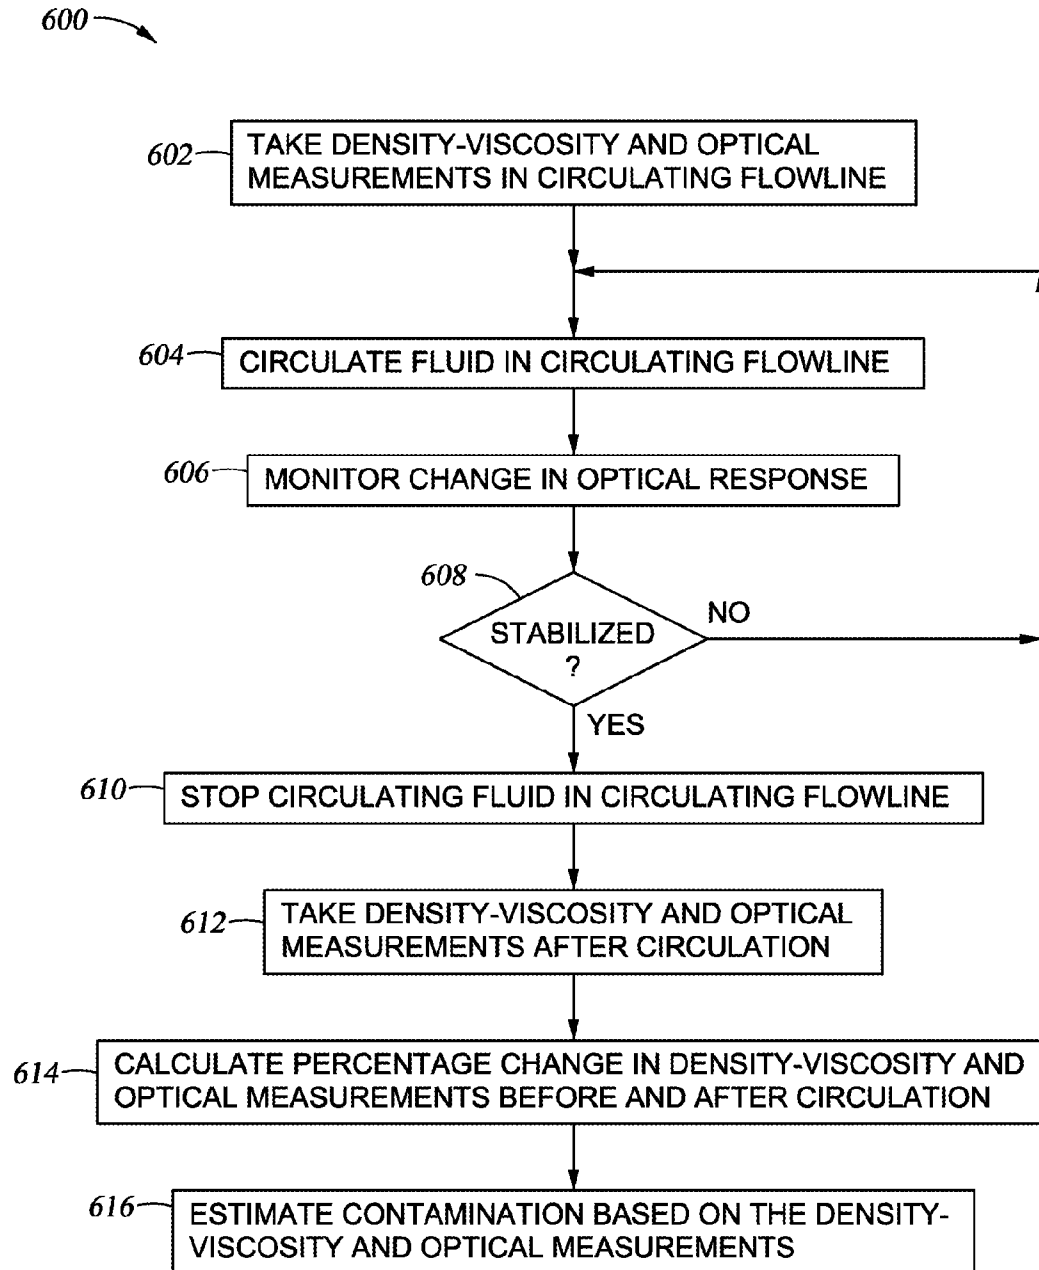 600
602
TAKE DENSITY-VISCOSITY AND OPTICAL
MEASUREMENTS IN CIRCULATING FLOWLINE
604
CIRCULATE FLUID IN CIRCULATING FLOWLINE
606
MONITOR CHANGE IN OPTICAL RESPONSE
608
STABILIZED
?
NO
YES
610
STOP CIRCULATING FLUID IN CIRCULATING FLOWLINE
612
TAKE DENSITY-VISCOSITY AND OPTICAL
MEASUREMENTS AFTER CIRCULATION
614
CALCULATE PERCENTAGE CHANGE IN DENSITY-VISCOSITY AND
OPTICAL MEASUREMENTS BEFORE AND AFTER CIRCULATION
616
ESTIMATE CONTAMINATION BASED ON THE DENSITY-
VISCOSITY AND OPTICAL MEASUREMENTS